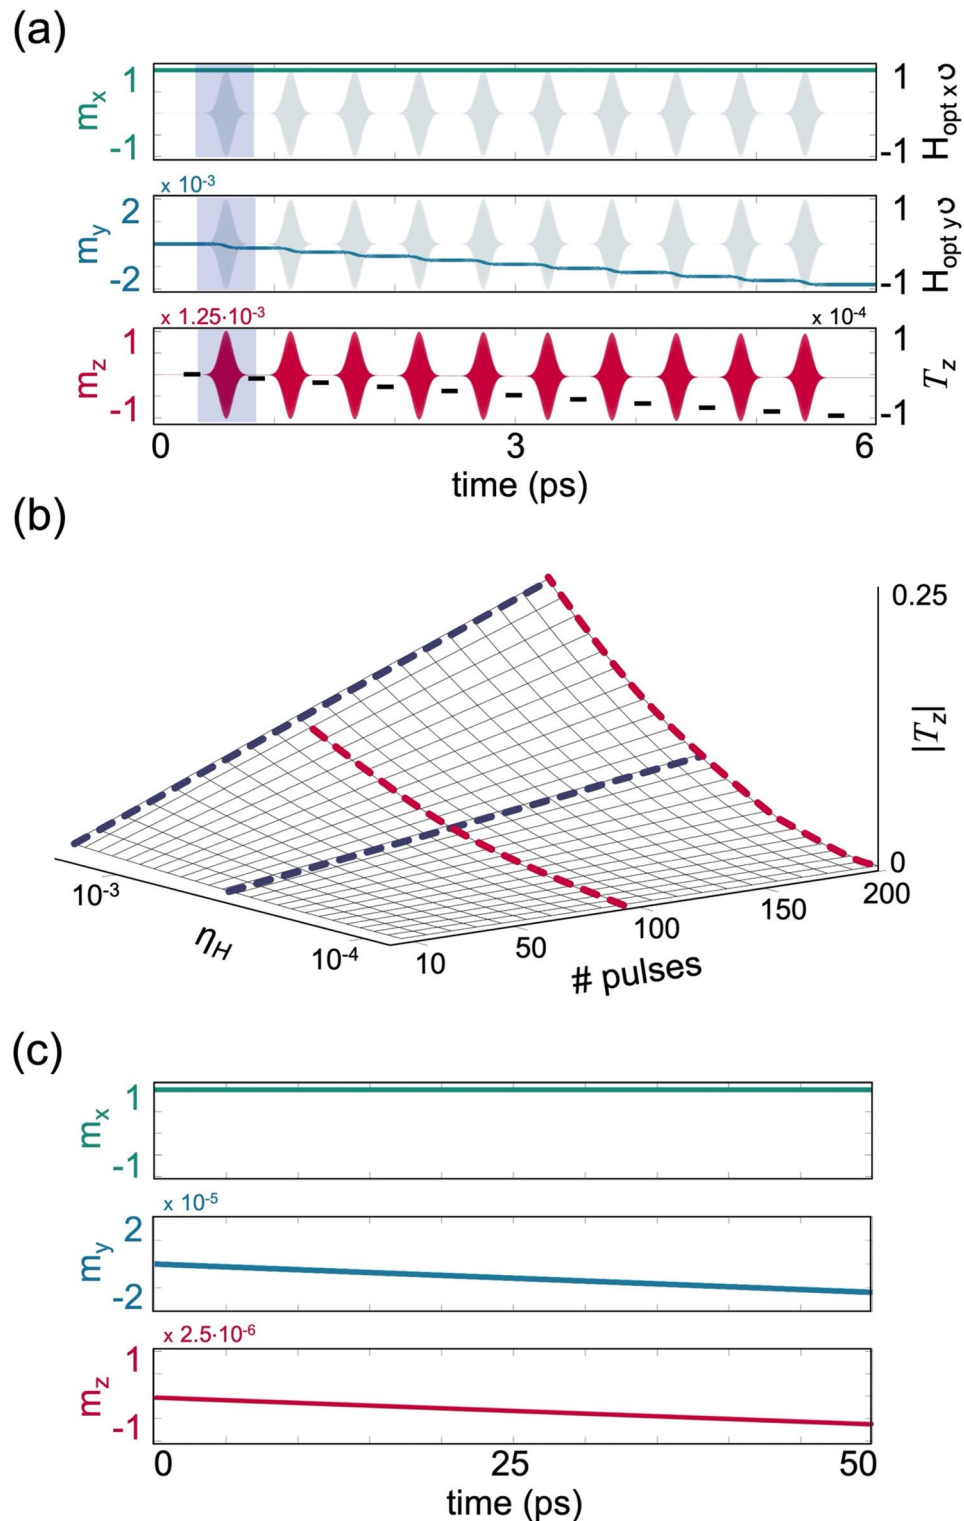 (a)
m_x
1
-1
1
-1
H_opt x ↺
x 10^-3
m_y
2
-2
1
-1
H_opt y ↺
x 1.25·10^-3
x 10^-4
m_z
1
-1
1
-1
T_z
0 3 6
time (ps)
(b)
0.25
|T_z|
0
10^-3
10^-4
η_H
10 50 100 150 200
# pulses
(c)
m_x
1
-1
x 10^-5
m_y
2
-2
x 2.5·10^-6
m_z
1
-1
0 25 50
time (ps)